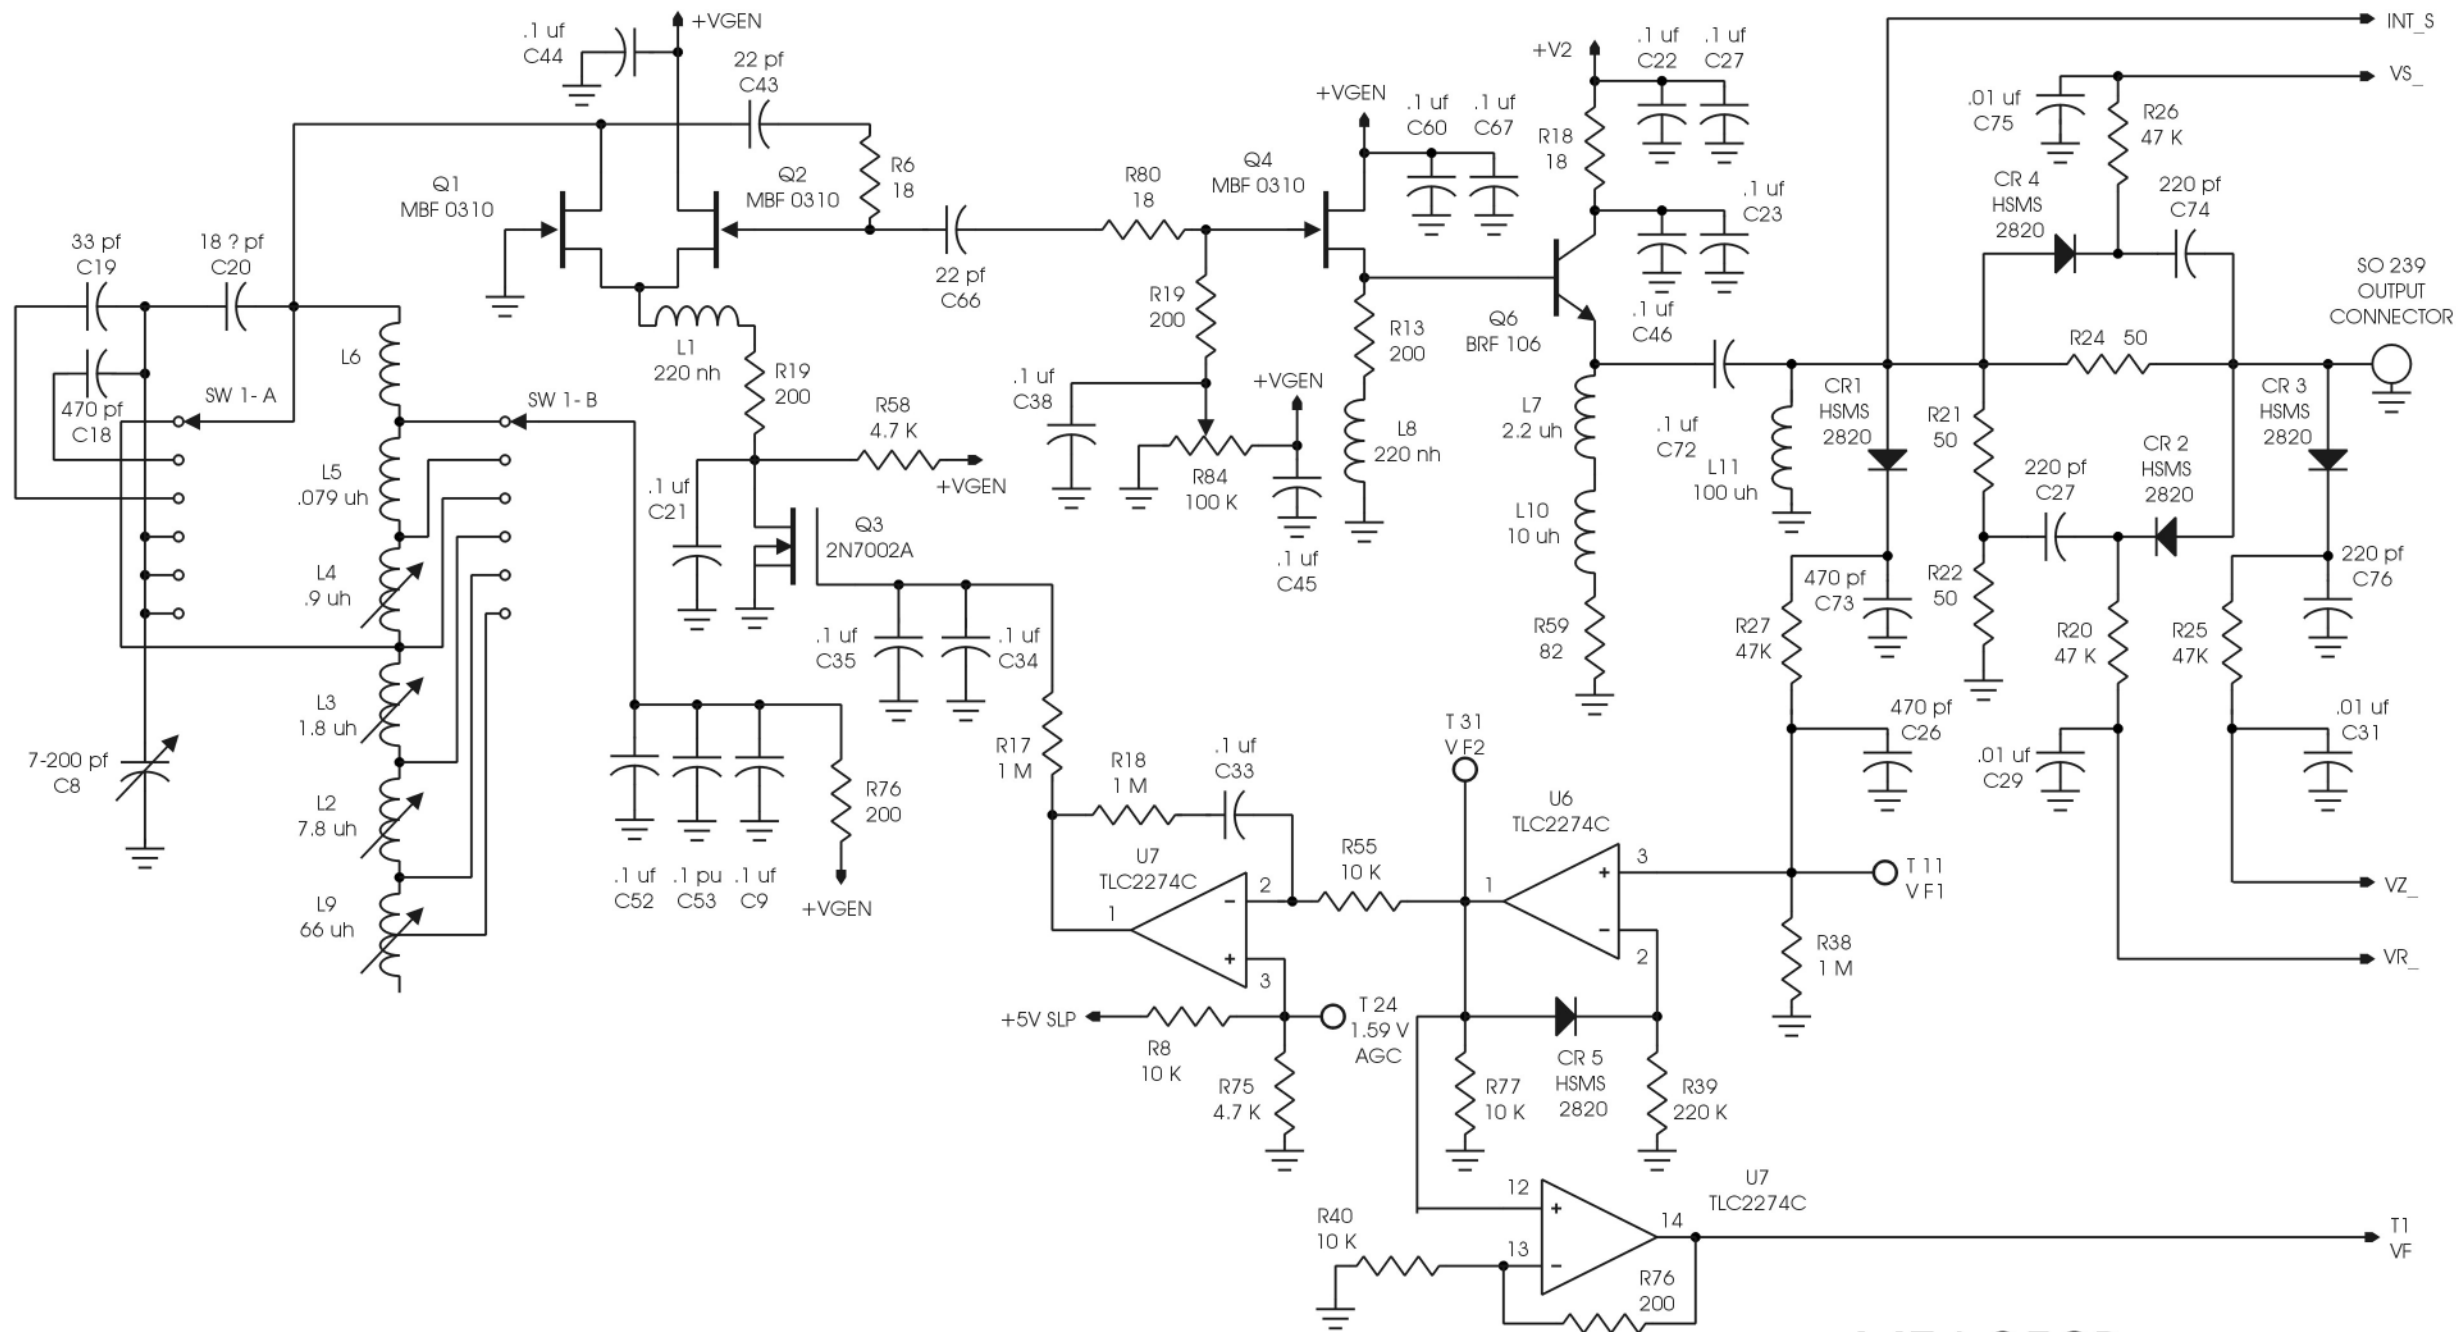 .1 uf
C44
+VGEN
22 pf
C43
Q1
MBF 0310
Q2
MBF 0310
R6
18
33 pf
C19
18 ? pf
C20
22 pf
C66
L6
470 pf
C18
SW 1- A
SW 1- B
L5
.079 uh
L4
.9 uh
L3
1.8 uh
L2
7.8 uh
L9
66 uh
7-200 pf
C8
L1
220 nh
R19
200
R58
4.7 K
+VGEN
.1 uf
C21
Q3
2N7002A
.1 uf
C35
.1 uf
C34
.1 uf
C52
.1 pu
C53
.1 uf
C9
R76
200
+VGEN
R80
18
Q4
MBF 0310
+VGEN
.1 uf
C60
.1 uf
C67
R19
200
.1 uf
C38
+VGEN
R84
100 K
.1 uf
C45
R13
200
L8
220 nh
+V2
.1 uf
C22
.1 uf
C27
R18
18
.1 uf
C23
.1 uf
C46
Q6
BRF 106
L7
2.2 uh
L10
10 uh
R59
82
.1 uf
C72
L11
100 uh
INT_S
VS_
.01 uf
C75
R26
47 K
CR 4
HSMS
2820
220 pf
C74
SO 239
OUTPUT
CONNECTOR
R24 50
CR1
HSMS
2820
R21
50
CR 2
HSMS
2820
CR 3
HSMS
2820
220 pf
C27
R22
50
470 pf
C73
220 pf
C76
R27
47K
R20
47 K
R25
47K
470 pf
C26
.01 uf
C29
.01 uf
C31
VZ_
VR_
R17
1 M
R18
1 M
.1 uf
C33
T 31
V F2
U7
TLC2274C
1
2
3
-
+
R55
10 K
U6
TLC2274C
1
3
2
+
-
T 11
V F1
R38
1 M
+5V SLP
R8
10 K
T 24
1.59 V
AGC
R75
4.7 K
R77
10 K
CR 5
HSMS
2820
R39
220 K
U7
TLC2274C
12
13
14
+
-
R40
10 K
R76
200
T1
VF